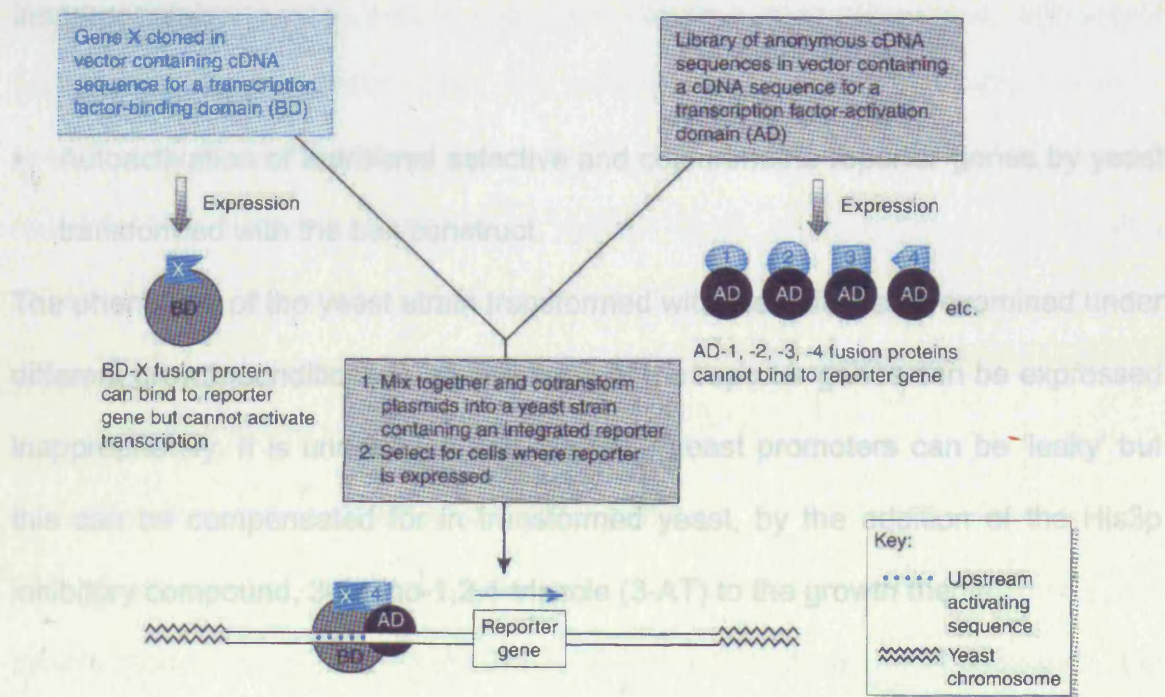 Gene X cloned in
vector containing cDNA
sequence for a transcription
factor-binding domain (BD)
Library of anonymous cDNA
sequences in vector containing
a cDNA sequence for a
transcription factor-activation
domain (AD)
• Autoactivation of nutritional selective and reporter genes by yeast
transformed with the bait construct.
Expression
Expression
X
BD
1 2 3 4
AD AD AD AD
etc.
The of the yeast strain transformed with examined under
BD-X fusion protein
can bind to reporter
gene but cannot activate
transcription
AD-1, -2, -3, -4 fusion proteins
cannot bind to reporter gene
different can be expressed
1. Mix together and cotransform
plasmids into a yeast strain
containing an integrated reporter
2. Select for cells where reporter
is expressed
inappropriately. It is yeast promoters can be 'leaky' but
this can be compensated for in transformed yeast, by the addition of the His3p
inhibitory compound, (3-AT) to the growth
Key:
Upstream
activating
sequence
Yeast
chromosome
X 4
AD
BD
Reporter
gene